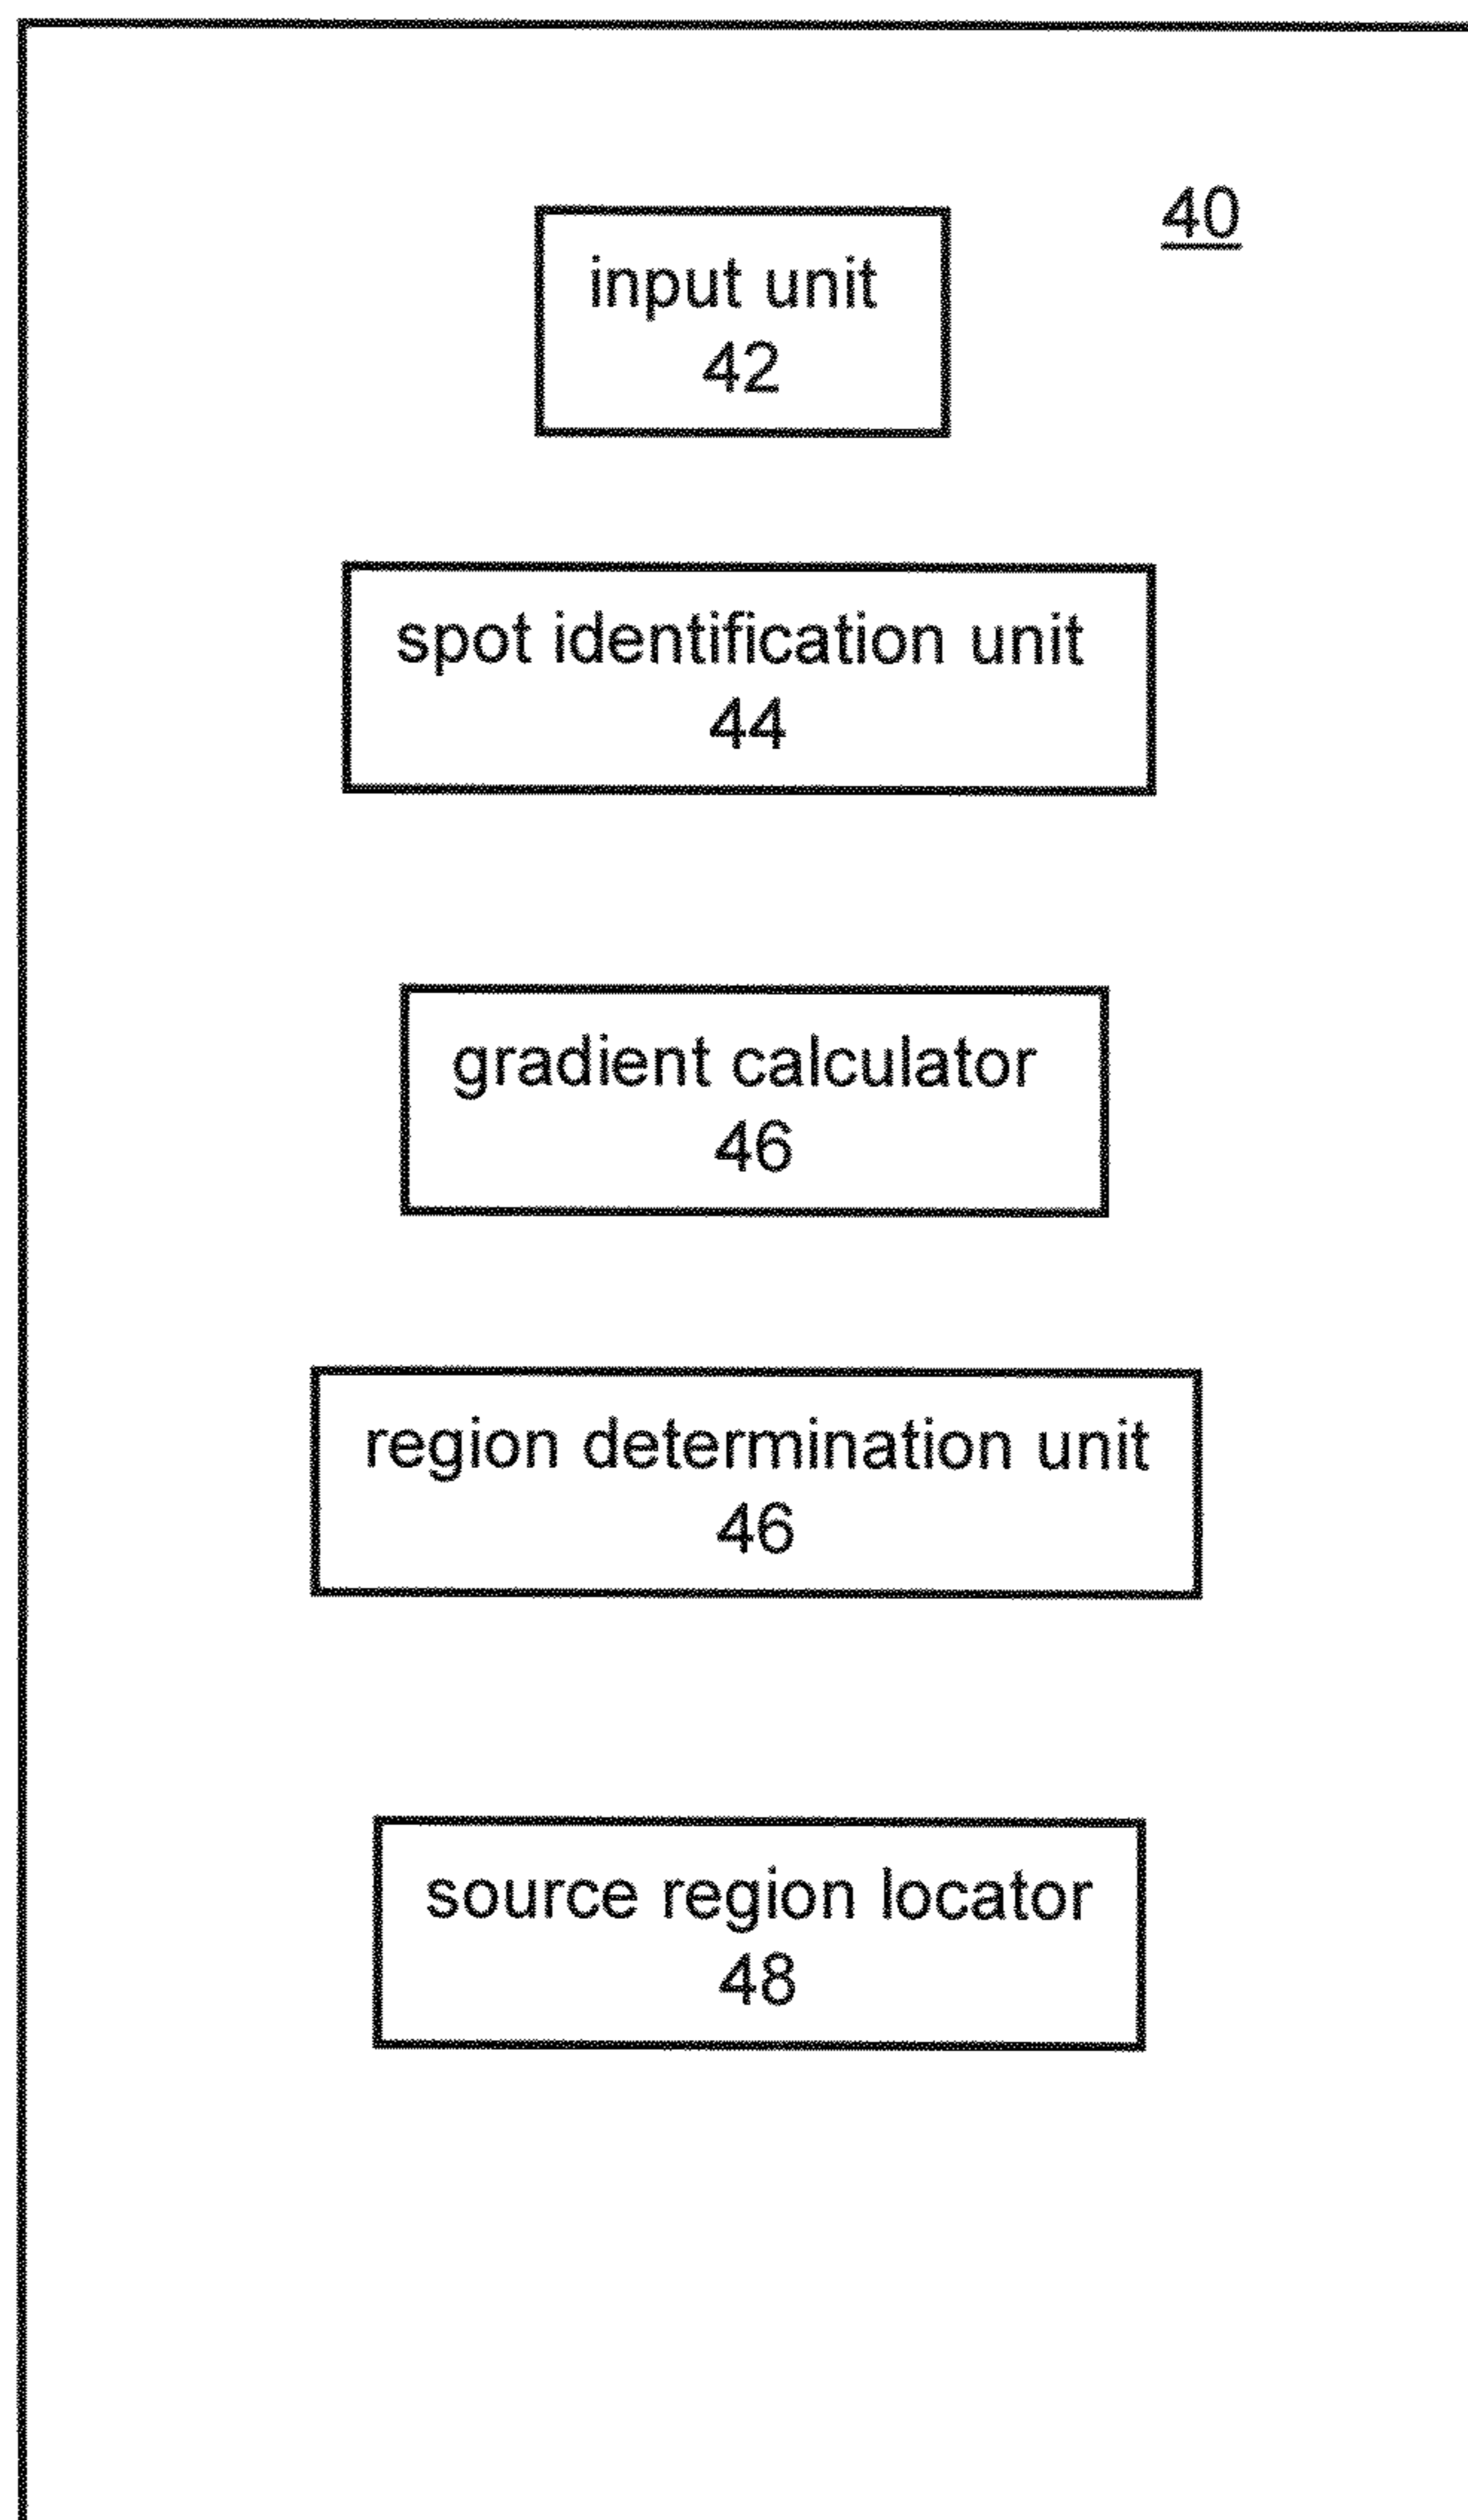 40
input unit
42
spot identification unit
44
gradient calculator
46
region determination unit
46
source region locator
48